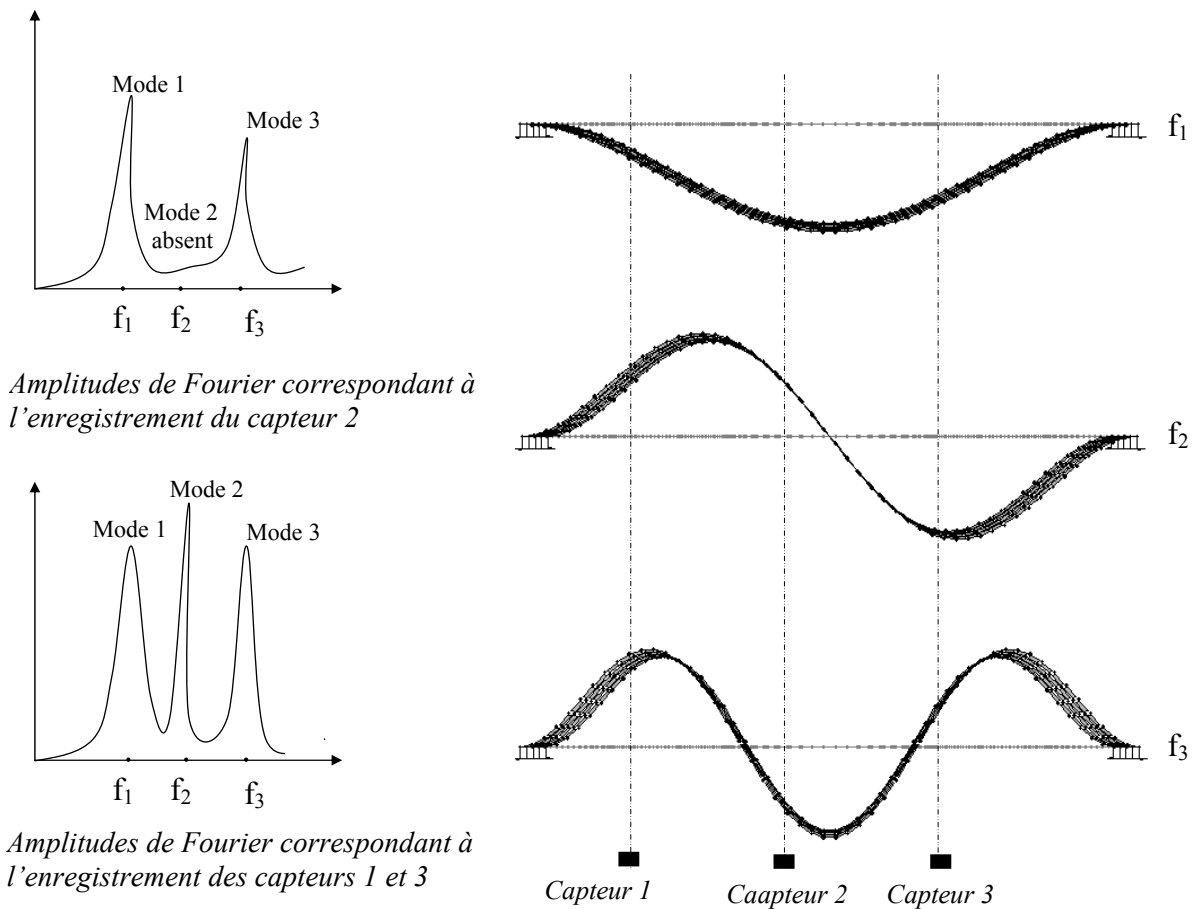 Mode 1
Mode 3
Mode 2
absent
f₁ f₂ f₃
Amplitudes de Fourier correspondant à
l’enregistrement du capteur 2
Mode 2
Mode 1
Mode 3
f₁ f₂ f₃
Amplitudes de Fourier correspondant à
l’enregistrement des capteurs 1 et 3
f₁
f₂
f₃
Capteur 1
Caapteur 2
Capteur 3